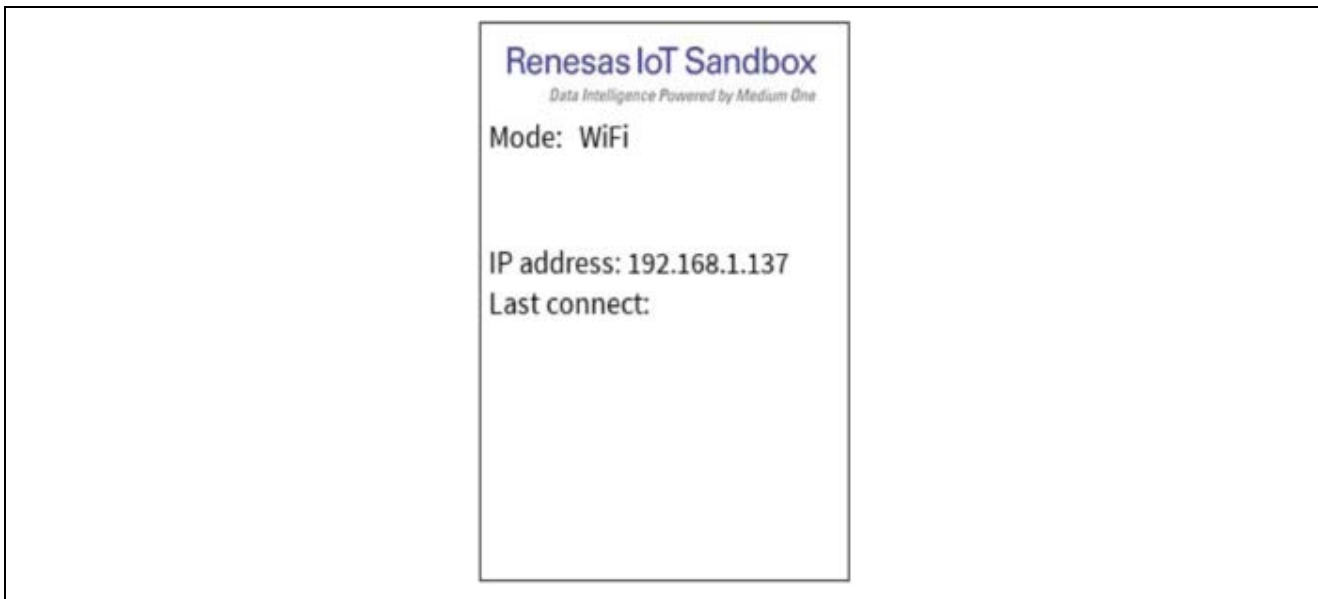 Renesas IoT Sandbox
Data Intelligence Powered by Medium One
Mode: WiFi
IP address: 192.168.1.137
Last connect: